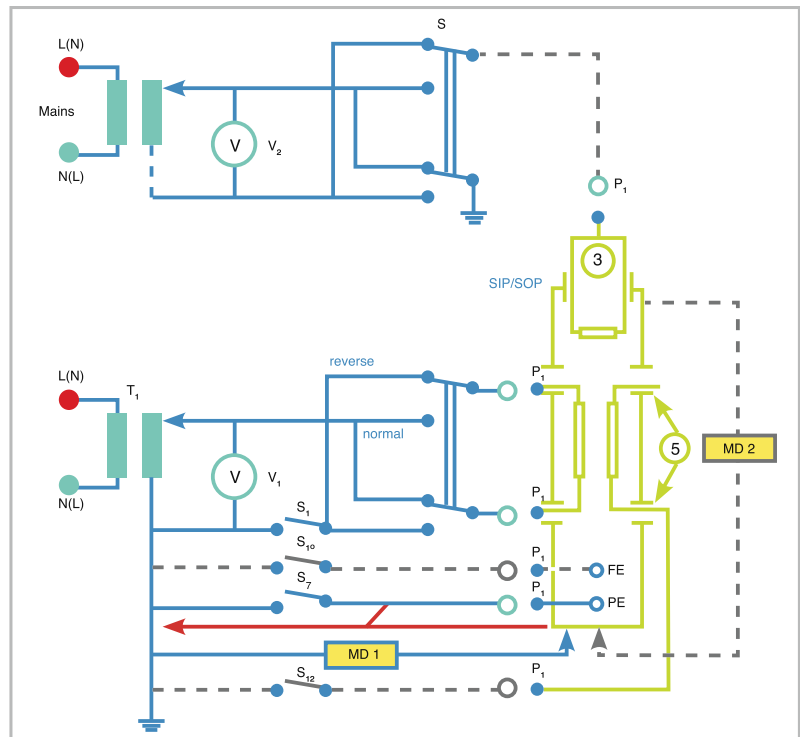 S
L(N)
Mains
V
V₂
N(L)
P₁
3
SIP/SOP
reverse
L(N)
T₁
P₁
normal
5
MD 2
V
V₁
N(L)
S₁
P₁
S₁₀
P₁
FE
S₇
P₁
PE
MD 1
S₁₂
P₁